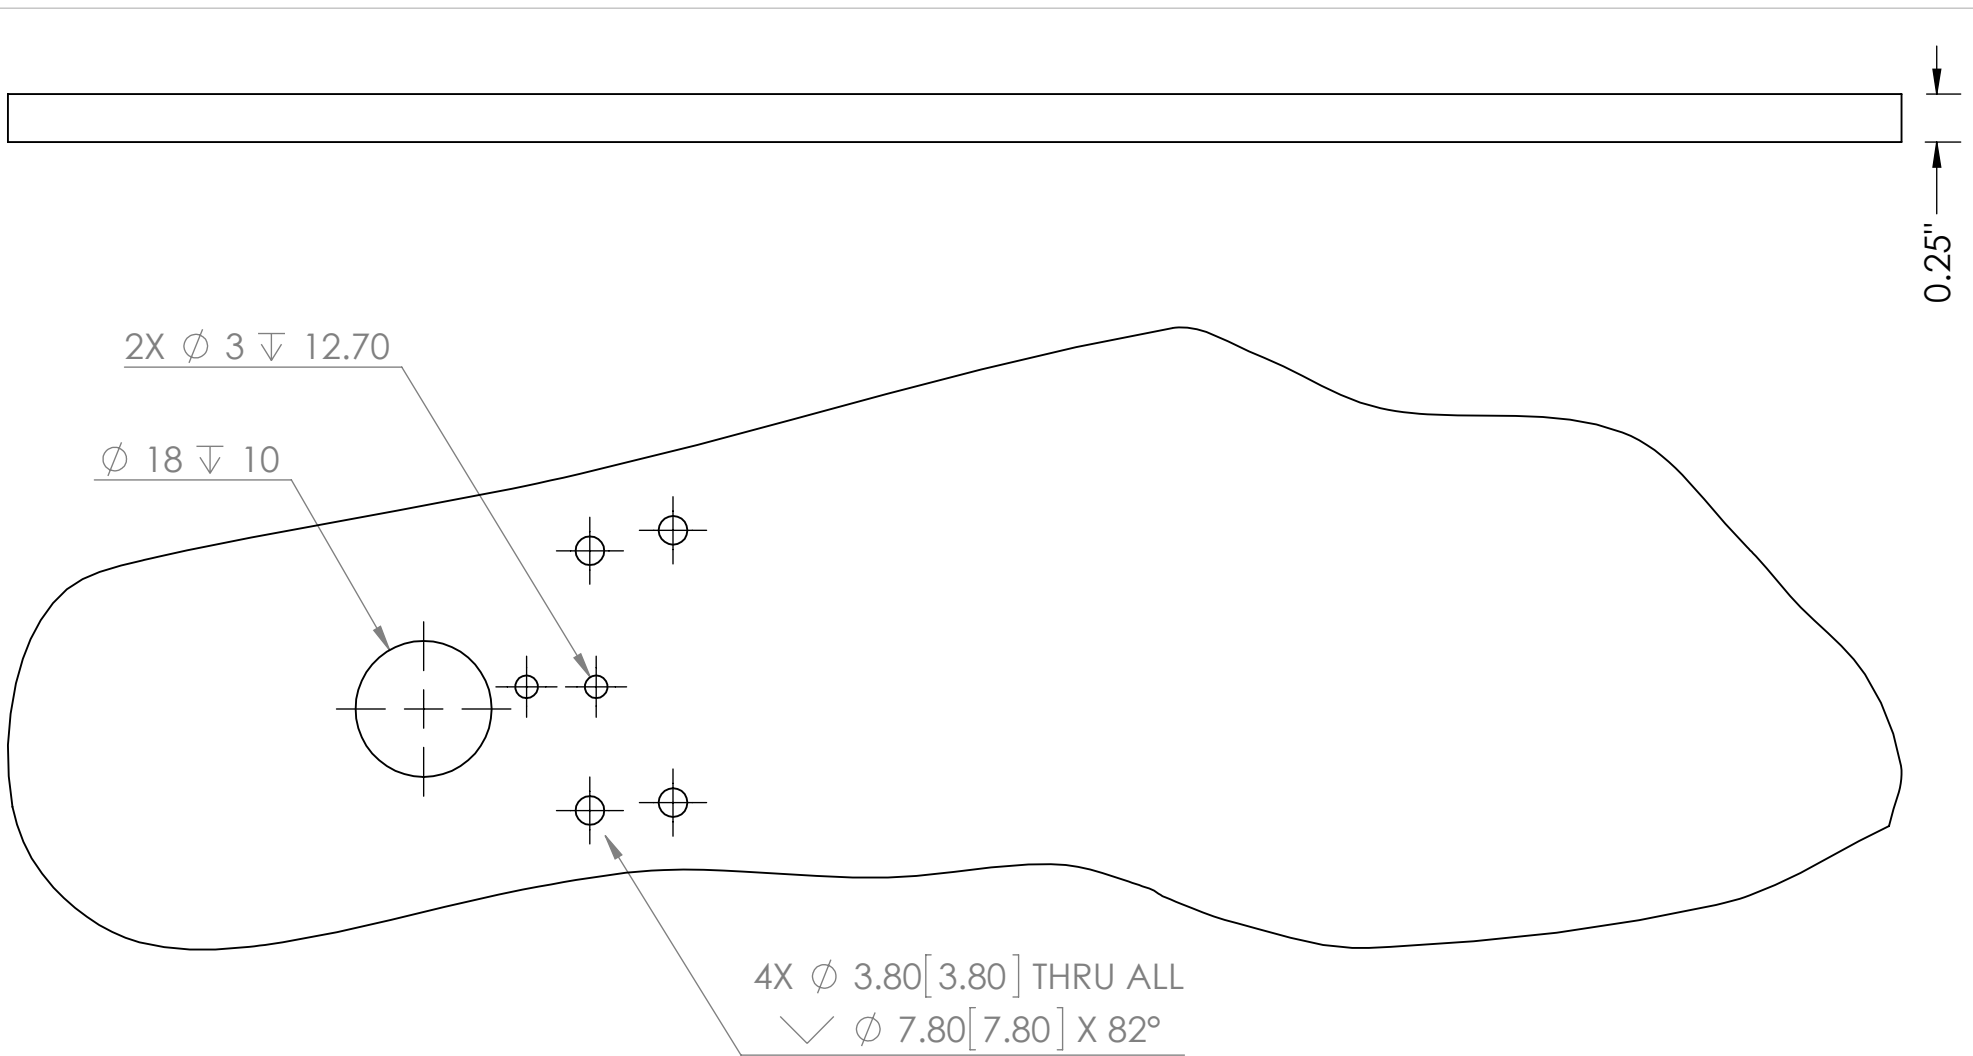 0.25"
2X ⌀ 3 ↧ 12.70
⌀ 18 ↧ 10
4X ⌀ 3.80[3.80] THRU ALL
⌵ ⌀ 7.80[7.80] X 82°